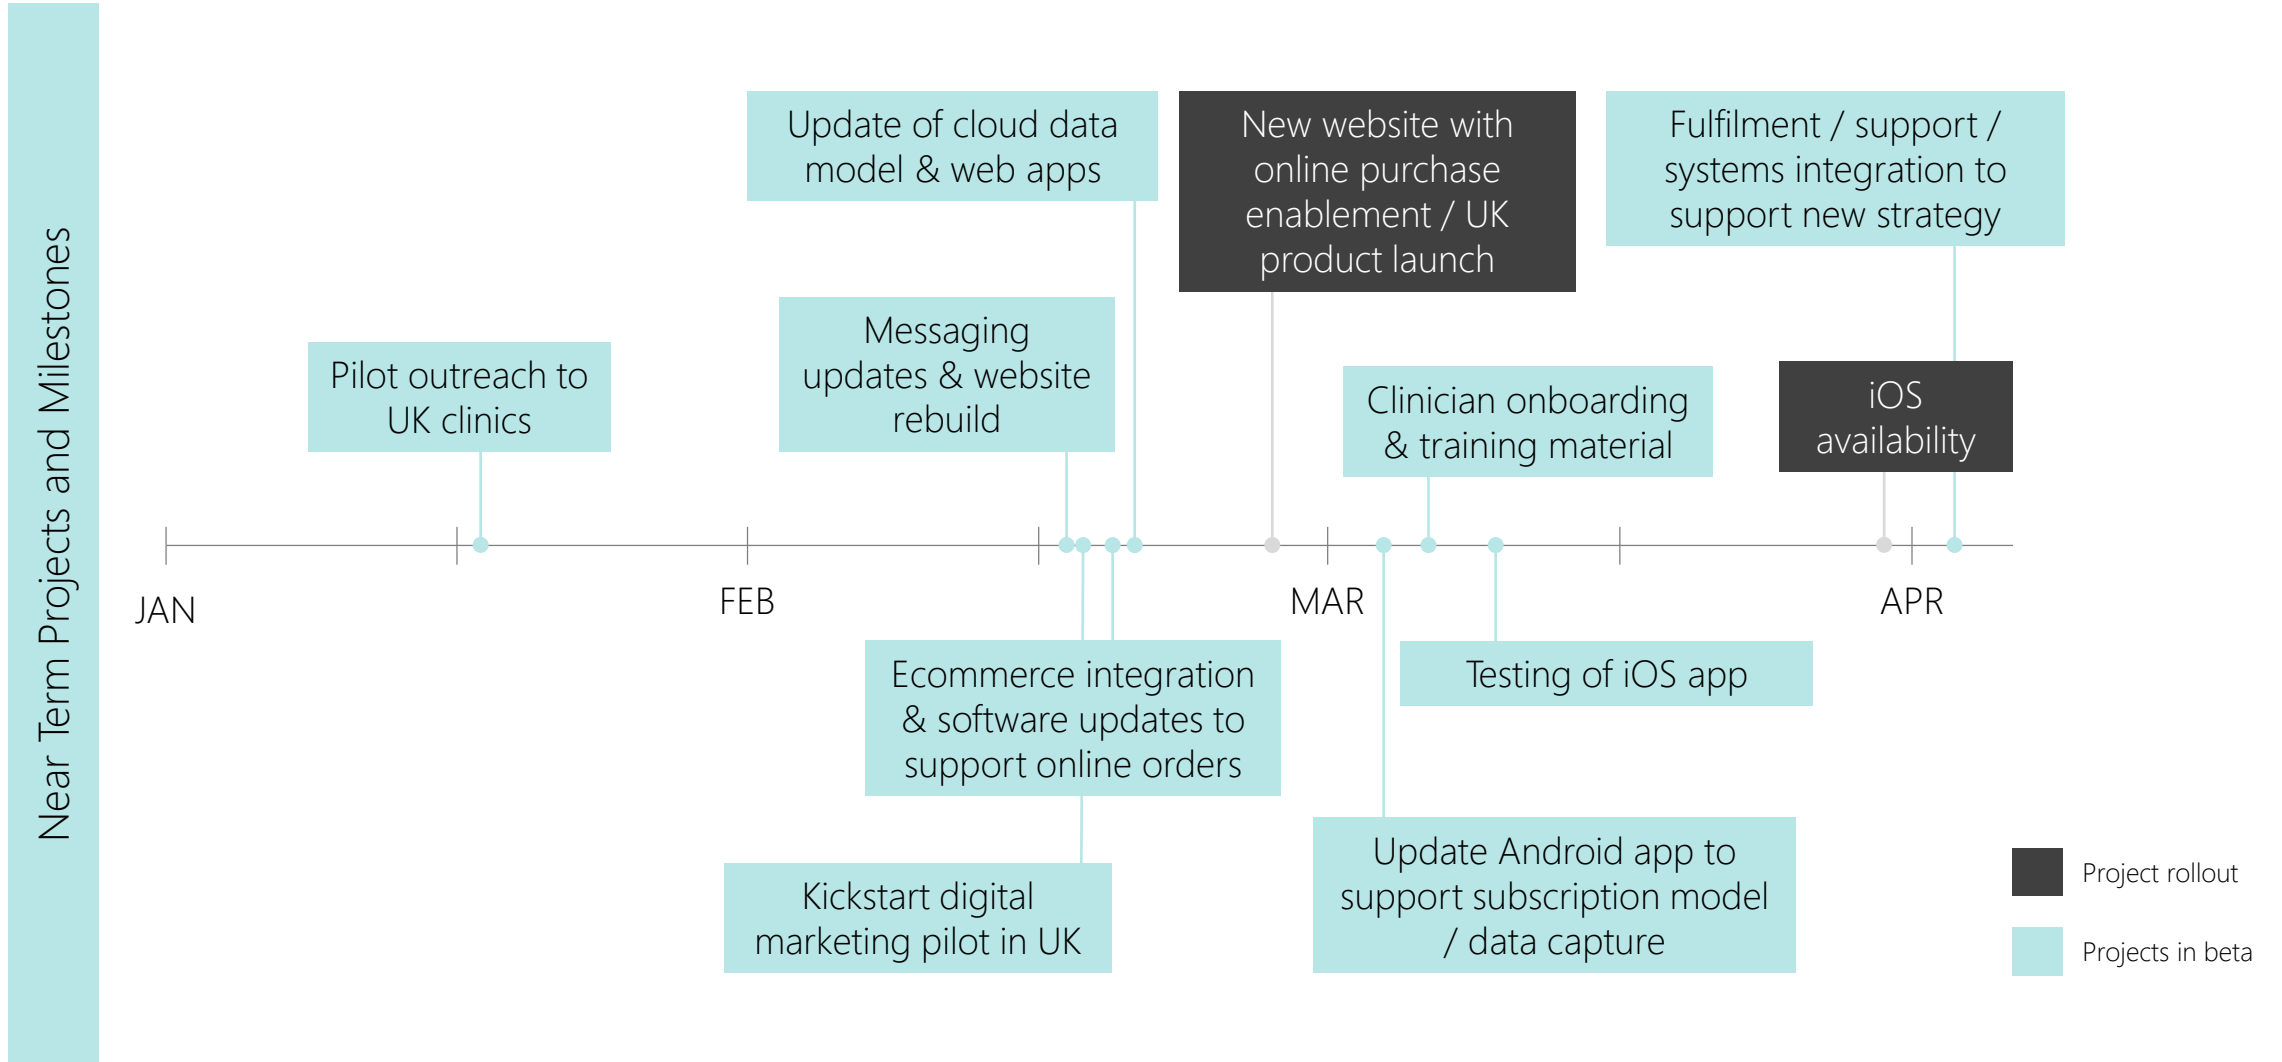 Near Term Projects and Milestones
Update of cloud data
model & web apps
New website with
online purchase
enablement / UK
product launch
Fulfilment / support /
systems integration to
support new strategy
Pilot outreach to
UK clinics
Messaging
updates & website
rebuild
Clinician onboarding
& training material
iOS
availability
JAN
FEB
MAR
APR
Ecommerce integration
& software updates to
support online orders
Testing of iOS app
Kickstart digital
marketing pilot in UK
Update Android app to
support subscription model
/ data capture
Project rollout
Projects in beta